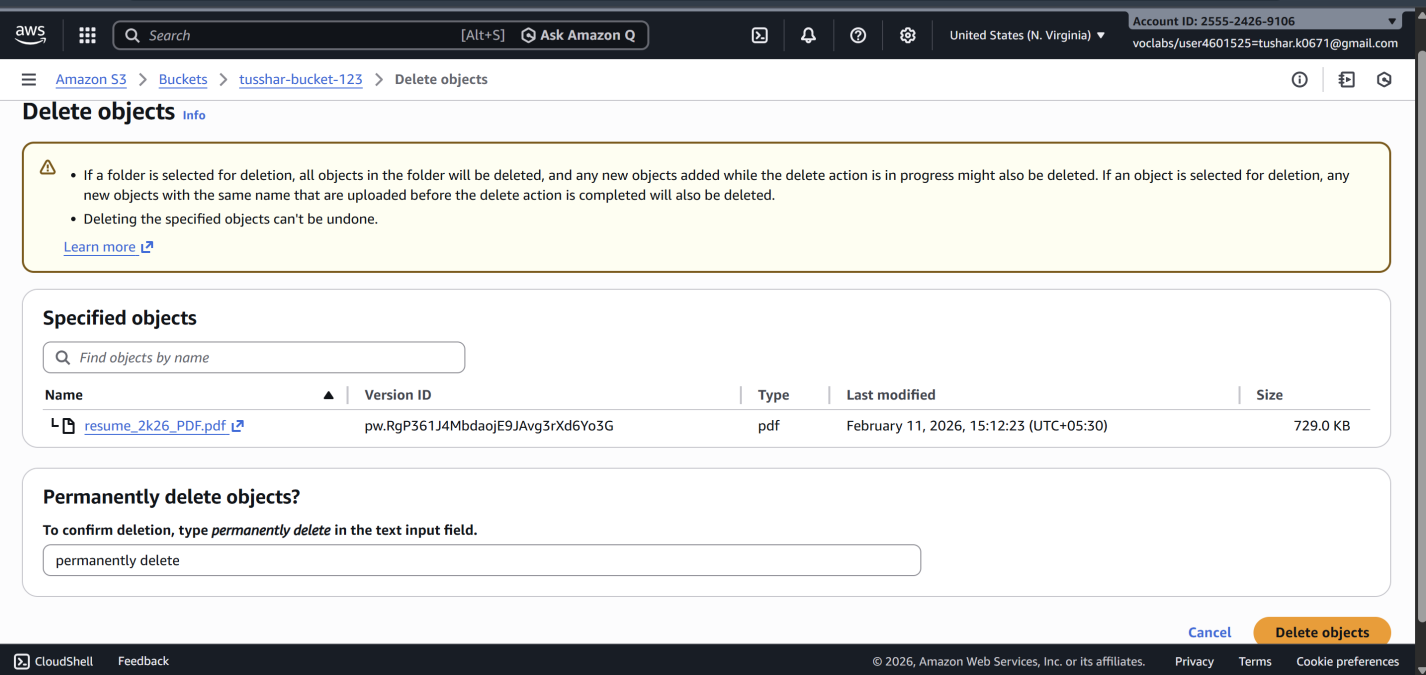 aws
Search [Alt+S] Ask Amazon Q
United States (N. Virginia) ▼
Account ID: 2555-2426-9106 ▼
voclabs/user4601525=tushar.k0671@gmail.com
Amazon S3 > Buckets > tusshar-bucket-123 > Delete objects
Delete objects Info
• If a folder is selected for deletion, all objects in the folder will be deleted, and any new objects added while the delete action is in progress might also be deleted. If an object is selected for deletion, any
new objects with the same name that are uploaded before the delete action is completed will also be deleted.
• Deleting the specified objects can't be undone.
Learn more
Specified objects
Find objects by name
Name ▲ Version ID Type Last modified Size
resume_2k26_PDF.pdf pw.RgP361J4MbdaojE9JAvg3rXd6Yo3G pdf February 11, 2026, 15:12:23 (UTC+05:30) 729.0 KB
Permanently delete objects?
To confirm deletion, type permanently delete in the text input field.
permanently delete
Cancel Delete objects
CloudShell Feedback © 2026, Amazon Web Services, Inc. or its affiliates. Privacy Terms Cookie preferences